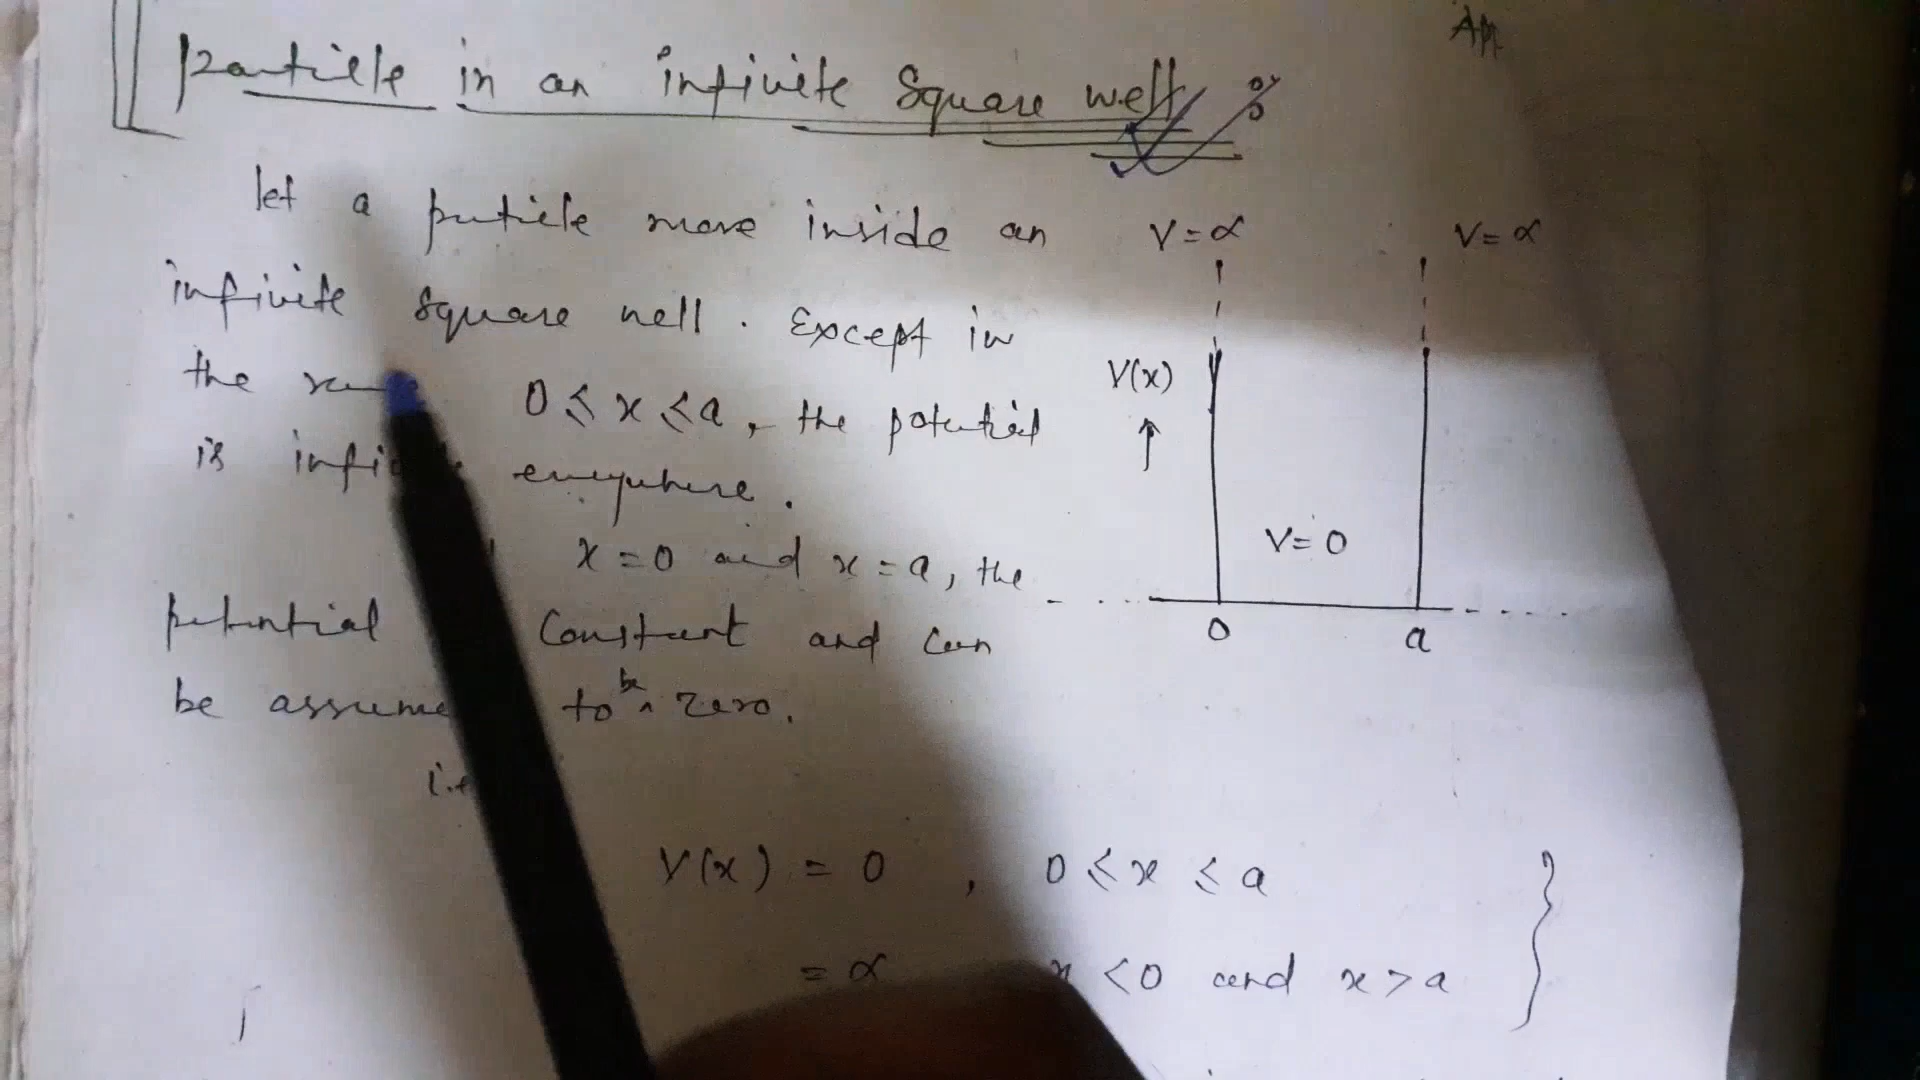 Particle in an infinite Square well %
Ap
let a particle move inside an
infinite square well. Except in
the 0 ≤ x ≤ a, the potential
is everywhere.
x = 0 and x = a, the
potential Constant and can
be to be zero.
V(x) = 0, 0 ≤ x ≤ a
= α x < 0 and x > a
V = α V = α
V(x)
↑
V = 0
0 a